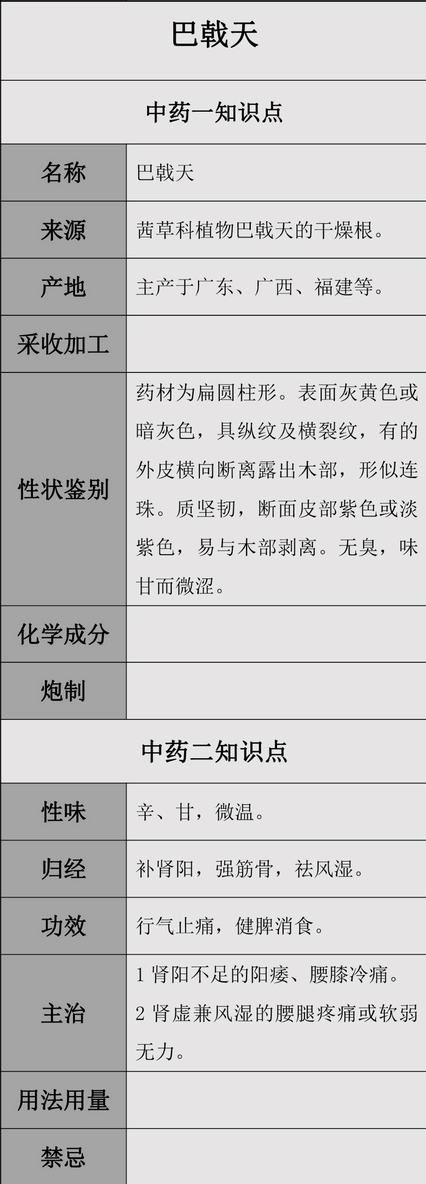 巴戟天
中药一知识点
名称
巴戟天
来源
茜草科植物巴戟天的干燥根。
产地
主产于广东、广西、福建等。
采收加工
性状鉴别
药材为扁圆柱形。表面灰黄色或
暗灰色，具纵纹及横裂纹，有的
外皮横向断离露出木部，形似连
珠。质坚韧，断面皮部紫色或淡
紫色，易与木部剥离。无臭，味
甘而微涩。
化学成分
炮制
中药二知识点
性味
辛、甘，微温。
归经
补肾阳，强筋骨，祛风湿。
功效
行气止痛，健脾消食。
主治
1 肾阳不足的阳痿、腰膝冷痛。
2 肾虚兼风湿的腰腿疼痛或软弱
无力。
用法用量
禁忌